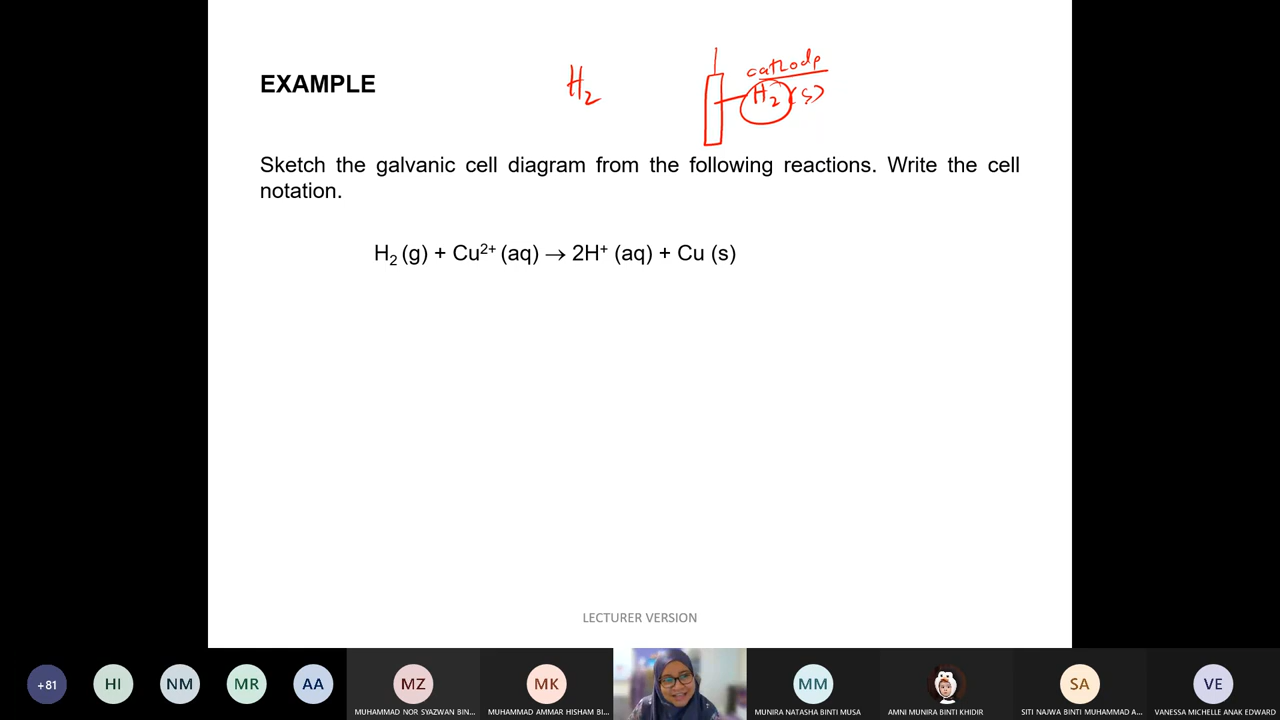 cathode
EXAMPLE
H2
H2 (s)
Sketch the galvanic cell diagram from the following reactions. Write the cell
notation.
H₂ (g) + Cu²⁺ (aq) → 2H⁺ (aq) + Cu (s)
LECTURER VERSION
+81
HI
NM
MR
AA
MZ
MK
MM
SA
VE
MUHAMMAD NOR SYAZWAN BIN...
MUHAMMAD AMMAR HISHAM BI...
MUNIRA NATASHA BINTI MUSA
AMNI MUNIRA BINTI KHIDIR
SITI NAJWA BINTI MUHAMMAD A...
VANESSA MICHELLE ANAK EDWARD